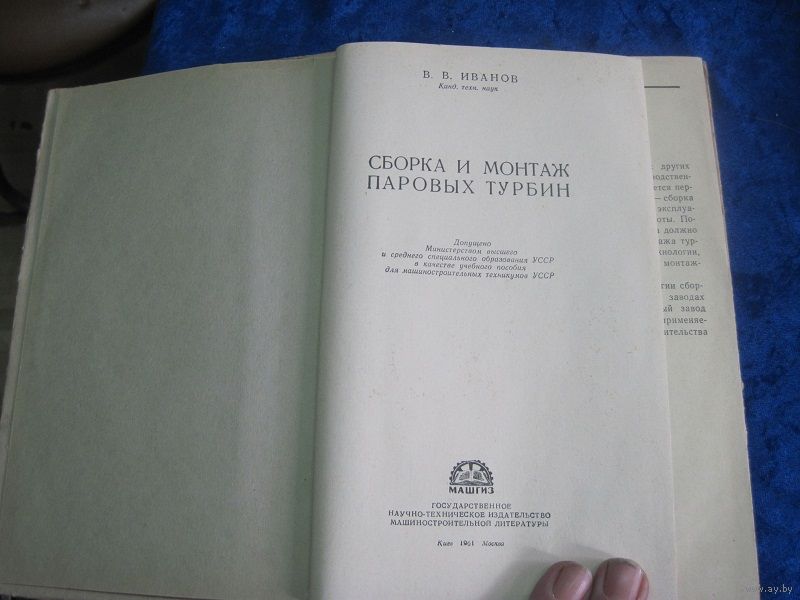 В. В. ИВАНОВ
Канд. техн. наук
СБОРКА И МОНТАЖ
ПАРОВЫХ ТУРБИН
Допущено
Министерством высшего
и среднего специального образования УССР
в качестве учебного пособия
для машиностроительных техникумов УССР
МАШГИЗ
ГОСУДАРСТВЕННОЕ
НАУЧНО-ТЕХНИЧЕСКОЕ ИЗДАТЕЛЬСТВО
МАШИНОСТРОИТЕЛЬНОЙ ЛИТЕРАТУРЫ
Киев 1961 Москва
других
одствен-
ется пер-
— сборка
эксплуа-
оты. По-
а должно
ажа тур-
хнологии,
монтаж-
гии сбор-
заводах
ый завод
рименяе-
ительства
www.ay.by